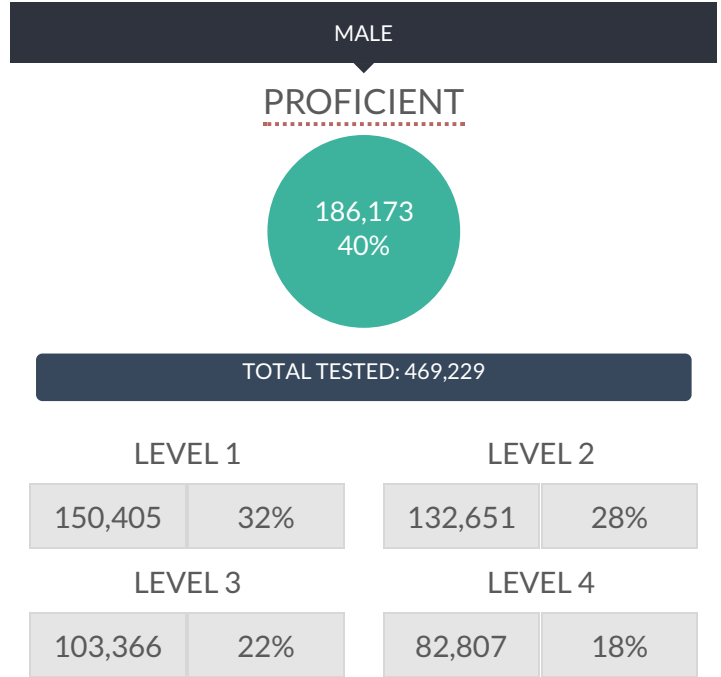 MALE
PROFICIENT
186,173
40%
TOTAL TESTED: 469,229
LEVEL 1
150,405 32%
LEVEL 2
132,651 28%
LEVEL 3
103,366 22%
LEVEL 4
82,807 18%